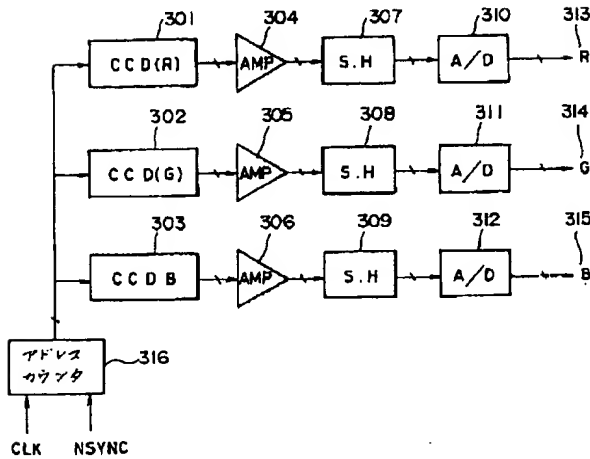 301 304 307 310 313
CCD(R) AMP S.H A/D R
302 305 308 311 314
CCD(G) AMP S.H A/D G
303 306 309 312 315
CCD B AMP S.H A/D B
アドレス
カウンタ 316
CLK NSYNC